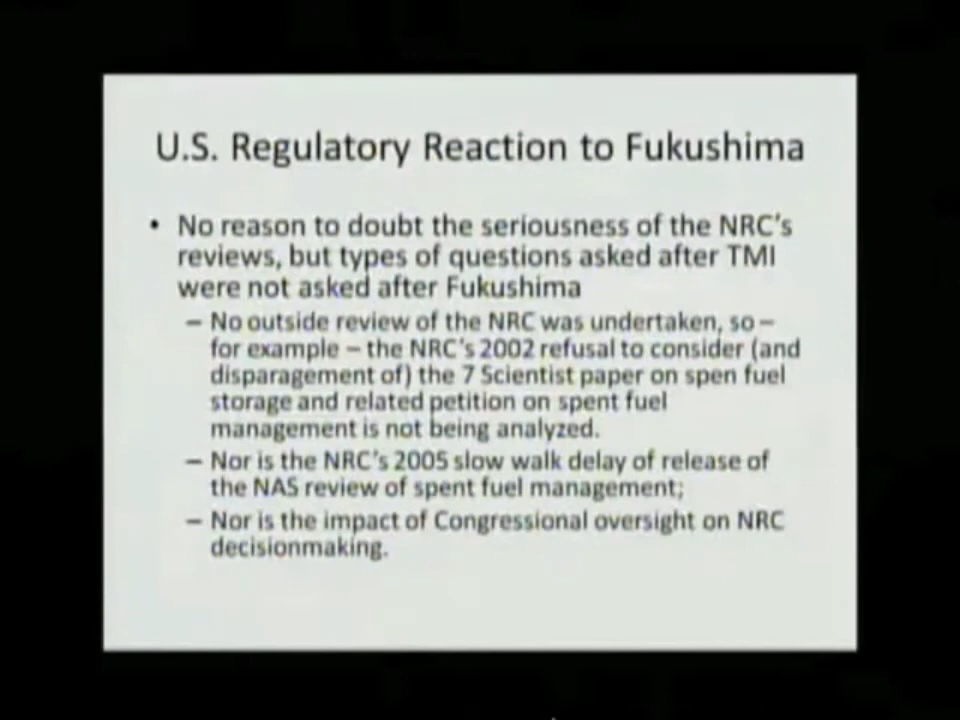 U.S. Regulatory Reaction to Fukushima
• No reason to doubt the seriousness of the NRC's
reviews, but types of questions asked after TMI
were not asked after Fukushima
– No outside review of the NRC was undertaken, so –
for example – the NRC's 2002 refusal to consider (and
disparagement of) the 7 Scientist paper on spen fuel
storage and related petition on spent fuel
management is not being analyzed.
– Nor is the NRC's 2005 slow walk delay of release of
the NAS review of spent fuel management;
– Nor is the impact of Congressional oversight on NRC
decisionmaking.